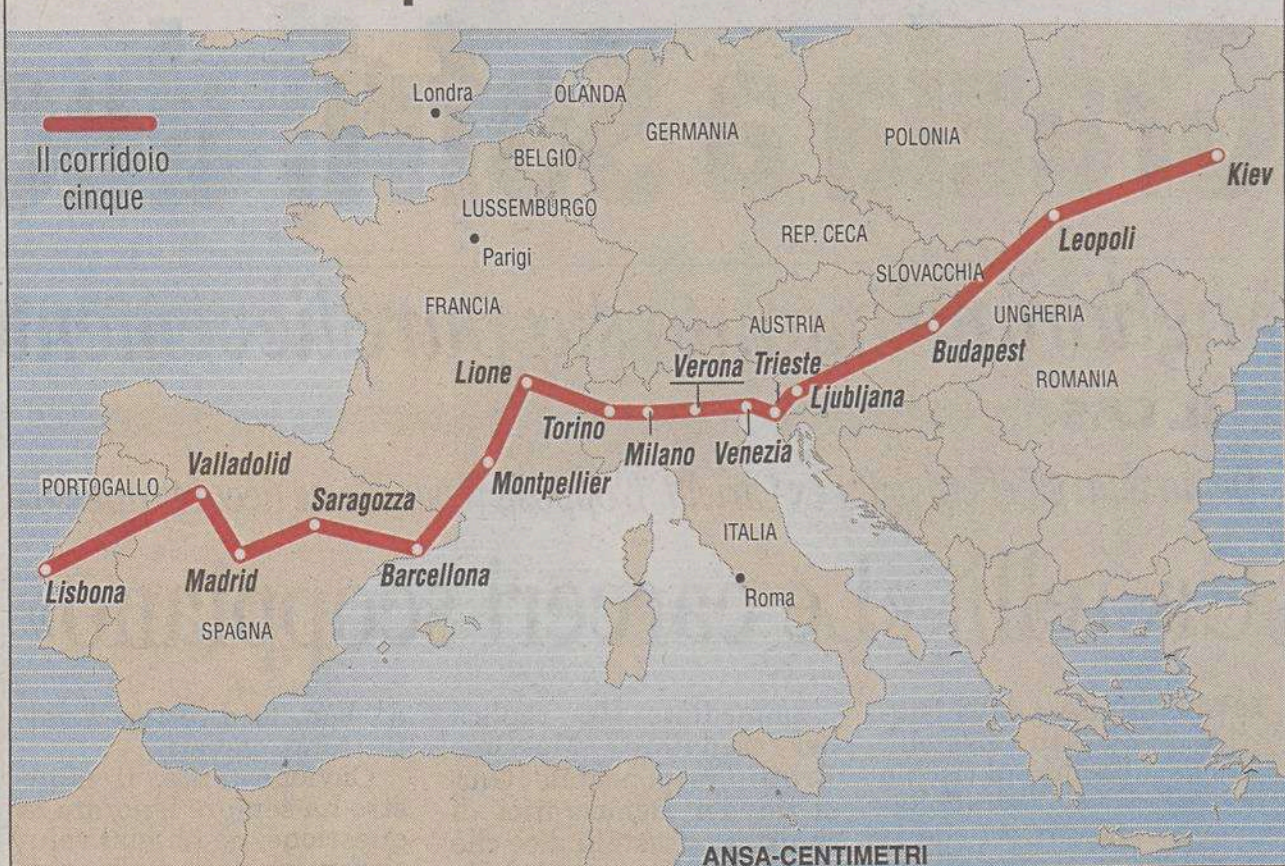 Londra
OLANDA
GERMANIA
POLONIA
Il corridoio
cinque
BELGIO
Kiev
LUSSEMBURGO
REP. CECA
Leopoli
Parigi
SLOVACCHIA
FRANCIA
UNGHERIA
AUSTRIA
Budapest
Lione
Verona
Trieste
ROMANIA
Ljubljana
Torino
Milano
Venezia
Valladolid
Montpellier
PORTOGALLO
Saragozza
ITALIA
Lisbona
Madrid
Barcellona
Roma
SPAGNA
ANSA-CENTIMETRI